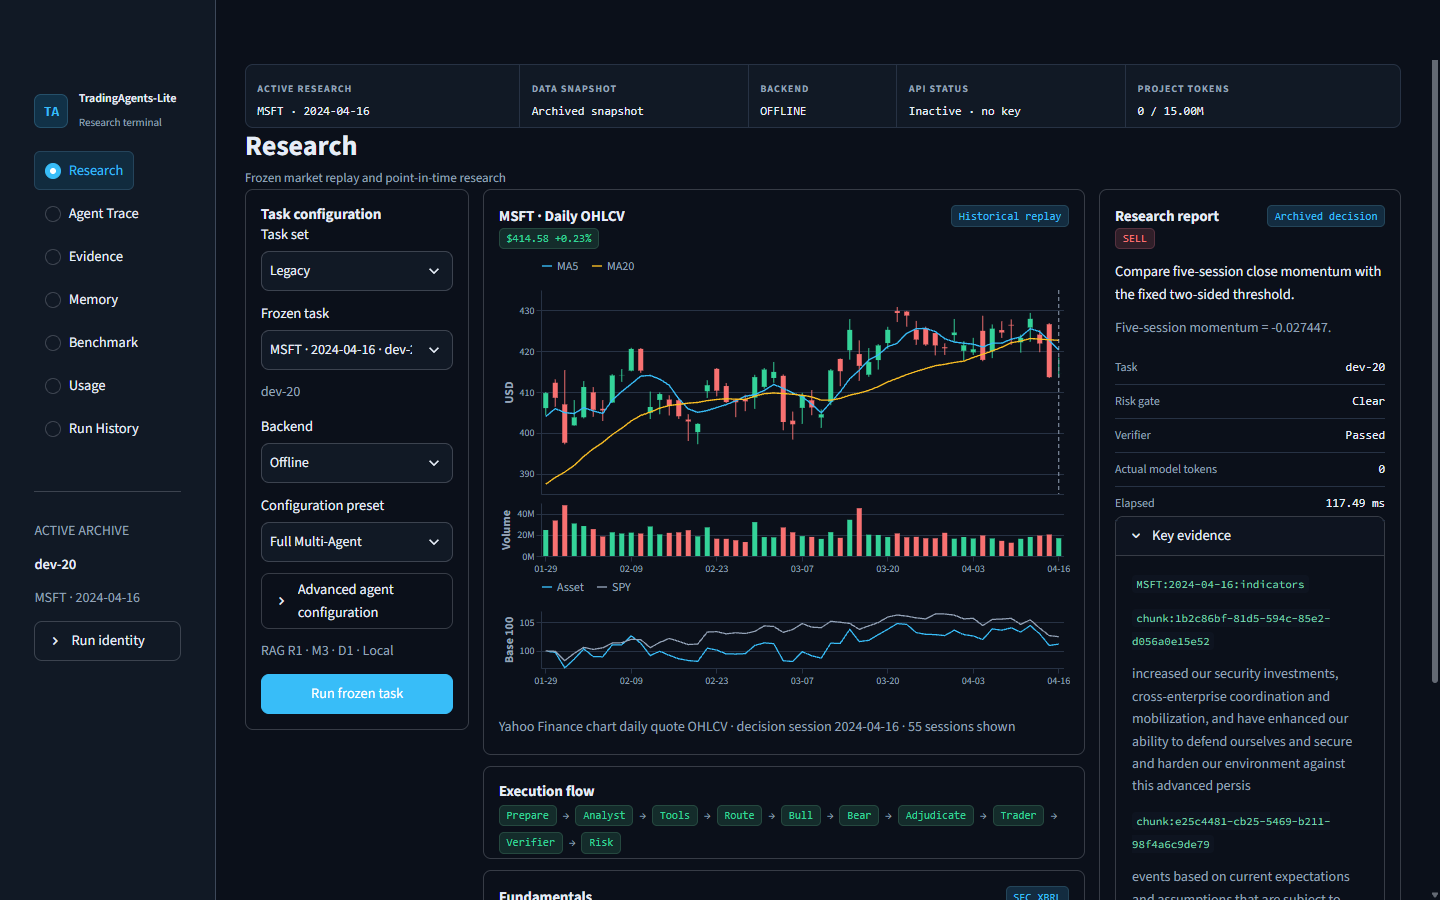 TA
TradingAgents-Lite
Research terminal
Research
Agent Trace
Evidence
Memory
Benchmark
Usage
Run History
ACTIVE ARCHIVE
dev-20
MSFT · 2024-04-16
Run identity
ACTIVE RESEARCH
MSFT · 2024-04-16
DATA SNAPSHOT
Archived snapshot
BACKEND
OFFLINE
API STATUS
Inactive · no key
PROJECT TOKENS
0 / 15.00M
Research
Frozen market replay and point-in-time research
Task configuration
Task set
Legacy
Frozen task
MSFT · 2024-04-16 · dev-
dev-20
Backend
Offline
Configuration preset
Full Multi-Agent
Advanced agent
configuration
RAG R1 · M3 · D1 · Local
Run frozen task
MSFT · Daily OHLCV
Historical replay
$414.58 +0.23%
MA5
MA20
430
420
410
400
390
USD
40M
20M
0M
Volume
01-29
02-09
02-23
03-07
03-20
04-03
04-16
Asset
SPY
105
100
Base 100
01-29
02-09
02-23
03-07
03-20
04-03
04-16
Yahoo Finance chart daily quote OHLCV · decision session 2024-04-16 · 55 sessions shown
Execution flow
Prepare → Analyst → Tools → Route → Bull → Bear → Adjudicate → Trader →
Verifier → Risk
Fundamentals
SEC XBRL
Research report
Archived decision
SELL
Compare five-session close momentum with
the fixed two-sided threshold.
Five-session momentum = -0.027447.
Task dev-20
Risk gate Clear
Verifier Passed
Actual model tokens 0
Elapsed 117.49 ms
Key evidence
MSFT:2024-04-16:indicators
chunk:1b2c86bf-81d5-594c-85e2-
d056a0e15e52
increased our security investments,
cross-enterprise coordination and
mobilization, and have enhanced our
ability to defend ourselves and secure
and harden our environment against
this advanced persis
chunk:e25c4481-cb25-5469-b211-
98f4a6c9de79
events based on current expectations
and assumptions that are subject to